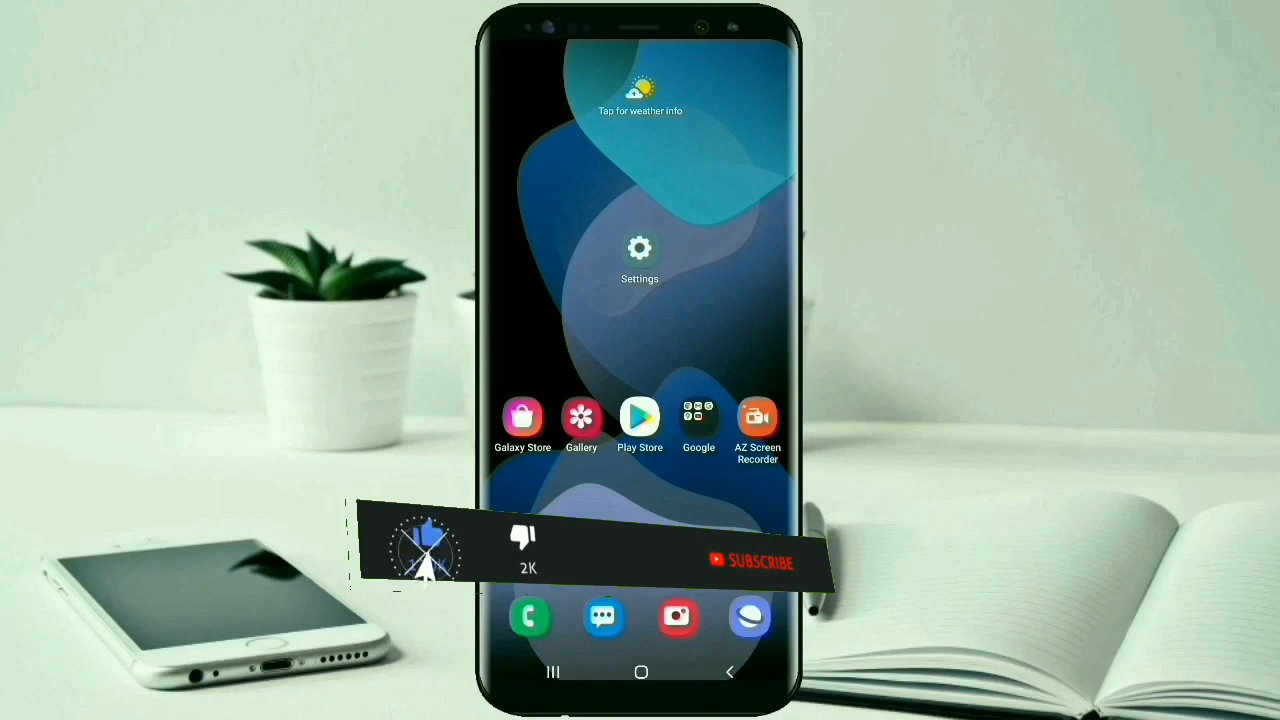 Tap for weather info
Settings
Galaxy Store Gallery Play Store Google AZ Screen
Recorder
2K SUBSCRIBE